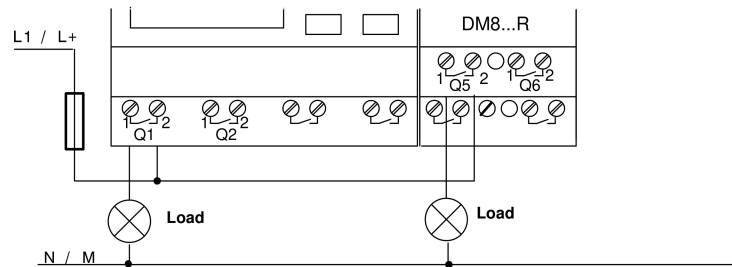 DM8...R
L1 / L+
1 2 1 2
Q5 Q6
1 2 1 2
Q1 Q2
Load Load
N / M